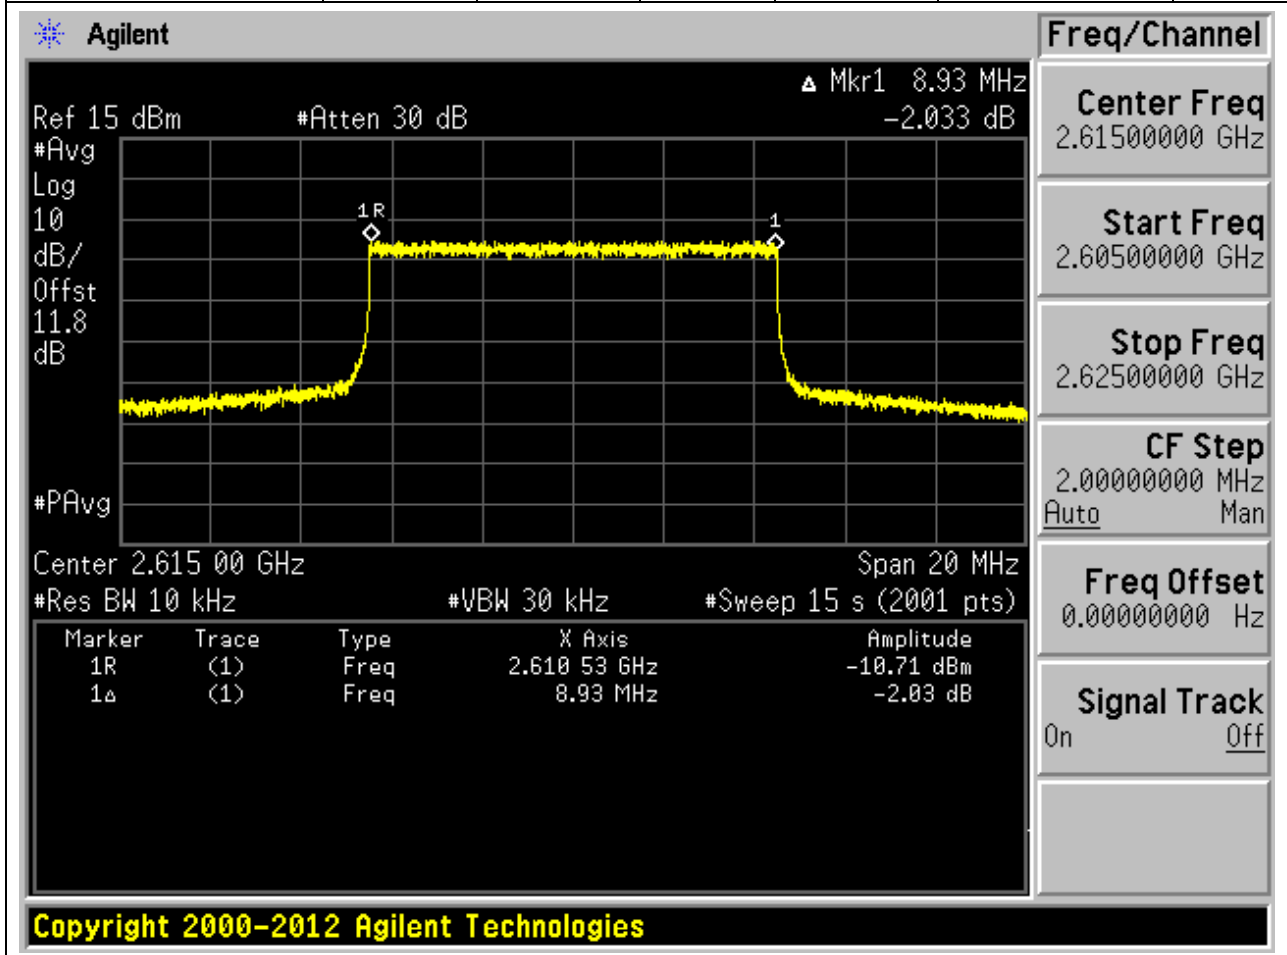 Agilent
Freq/Channel
▵ Mkr1 8.93 MHz
Ref 15 dBm #Atten 30 dB −2.033 dB
#Avg
Log
10
dB/
Offst
11.8
dB
1R
1
#PAvg
Center 2.615 00 GHz Span 20 MHz
#Res BW 10 kHz #VBW 30 kHz #Sweep 15 s (2001 pts)
Marker Trace Type X Axis Amplitude
1R (1) Freq 2.610 53 GHz −10.71 dBm
1▵ (1) Freq 8.93 MHz −2.03 dB
Center Freq
2.61500000 GHz
Start Freq
2.60500000 GHz
Stop Freq
2.62500000 GHz
CF Step
2.00000000 MHz
Auto Man
Freq Offset
0.00000000 Hz
Signal Track
On Off
Copyright 2000–2012 Agilent Technologies